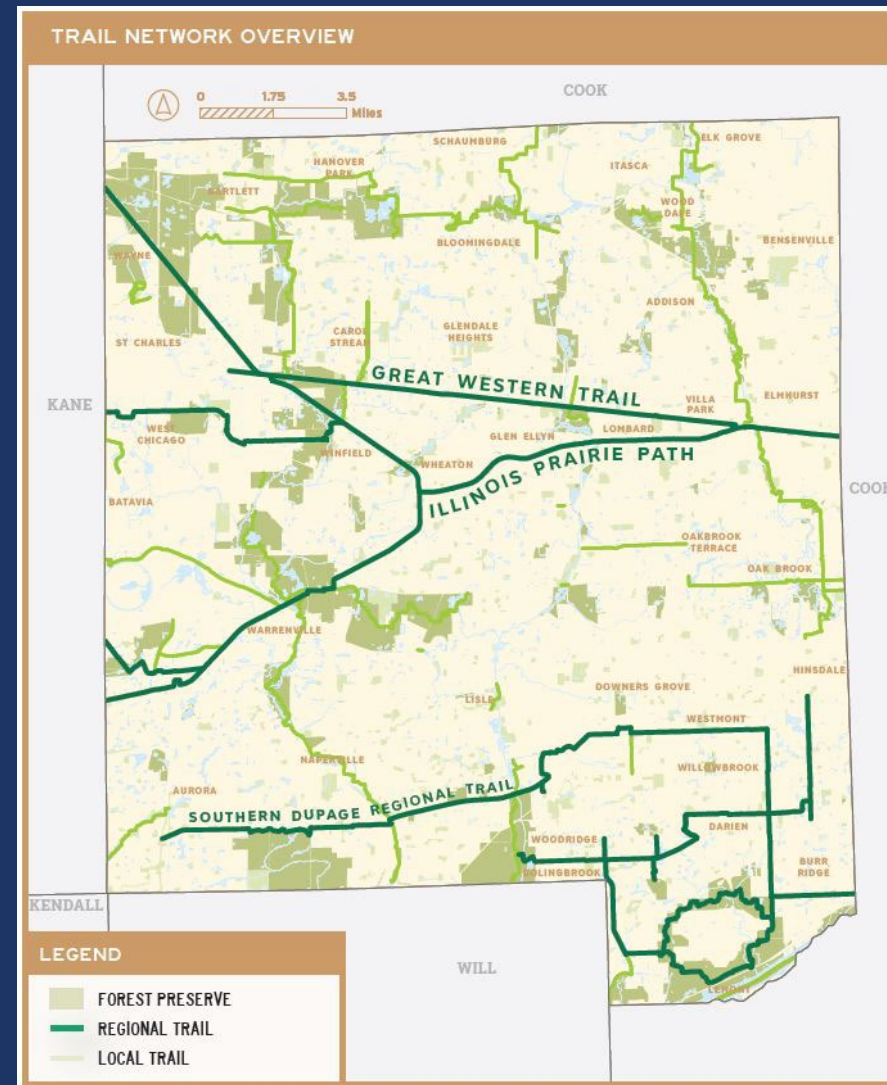 TRAIL NETWORK OVERVIEW
0 1.75 3.5
Miles
COOK
SCHAUMBURG
ELK GROVE
HANOVER
PARK
ITASCA
BARTLETT
WOOD
DALE
BLOOMINGDALE
BENSENVILLE
WAYNE
ADDISON
ST CHARLES
CAROL
STREAM
GLENDALE
HEIGHTS
GREAT WESTERN TRAIL
KANE
VILLA
PARK
ELMHURST
WEST
CHICAGO
GLEN ELLYN
LOMBARD
WINFIELD
WHEATON
ILLINOIS PRAIRIE PATH
COOK
BATAVIA
OAKBROOK
TERRACE
OAK BROOK
WARRENVILLE
HINSDALE
LISLE
DOWNERS GROVE
WESTMONT
NAPERVILLE
WILLOWBROOK
AURORA
SOUTHERN DUPAGE REGIONAL TRAIL
WOODRIDGE
DARIEN
BOLINGBROOK
BURR
RIDGE
KENDALL
WILL
LEMONT
LEGEND
FOREST PRESERVE
REGIONAL TRAIL
LOCAL TRAIL